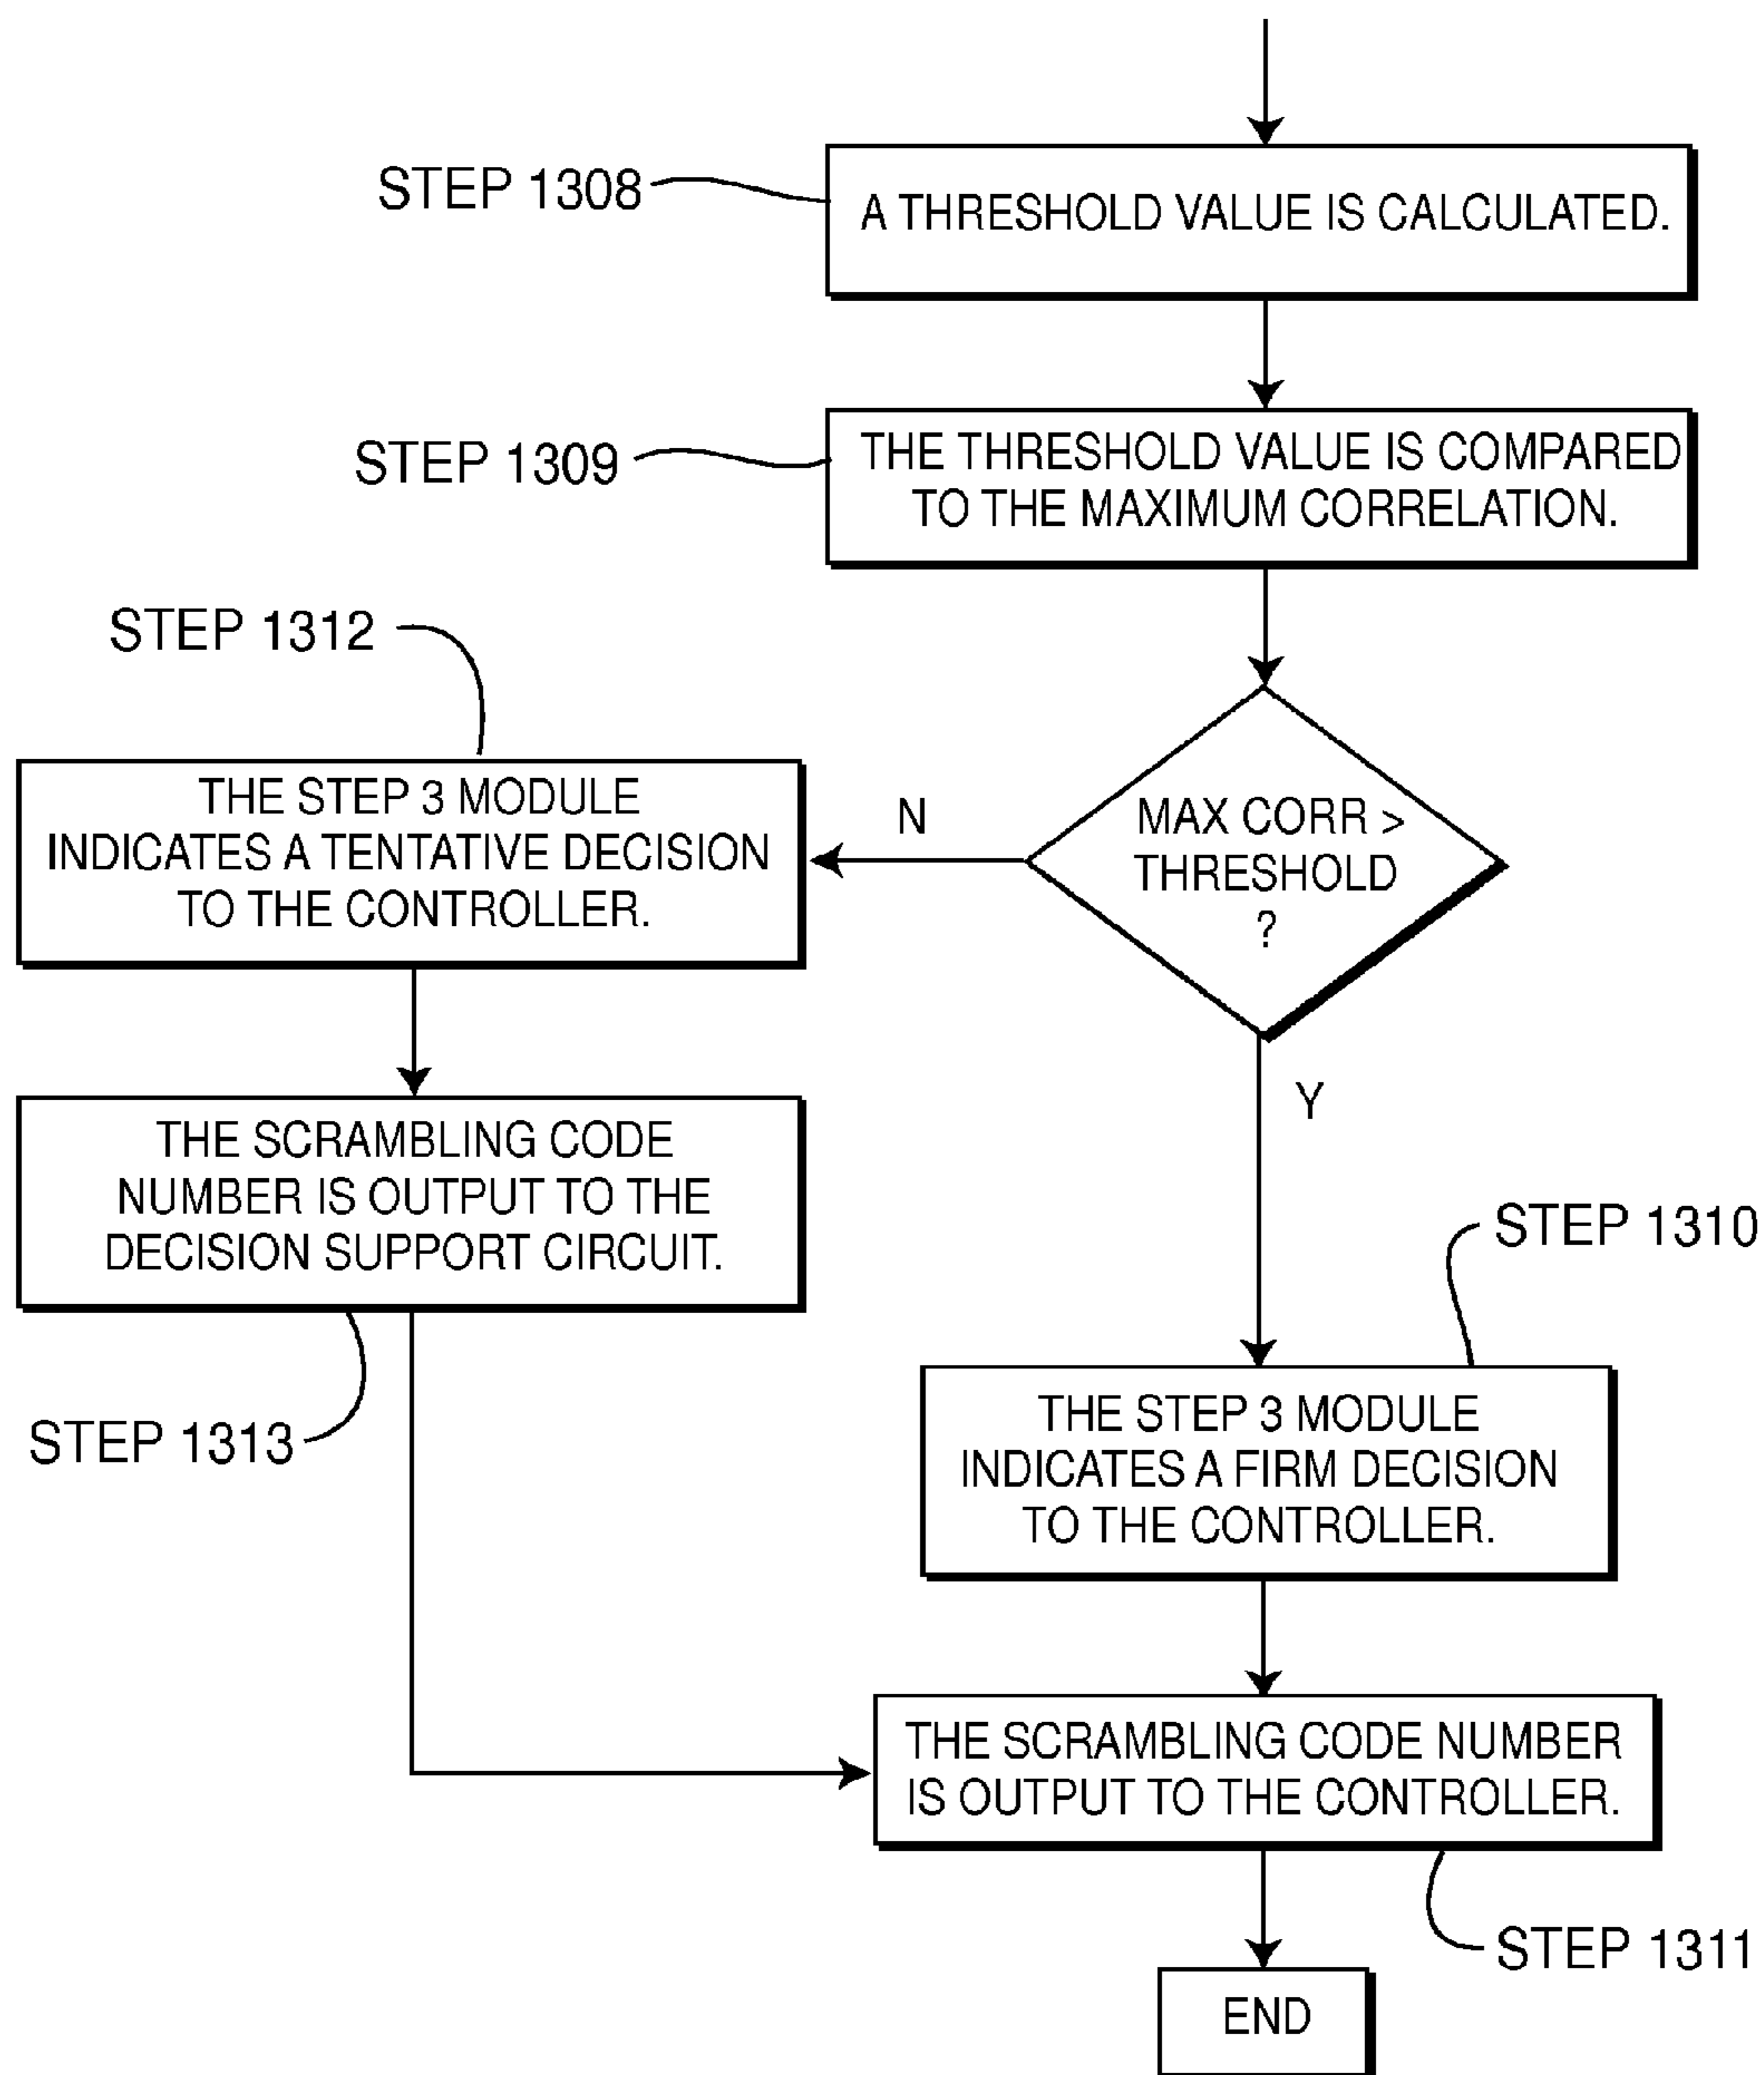 STEP 1308
A THRESHOLD VALUE IS CALCULATED.
STEP 1309
THE THRESHOLD VALUE IS COMPARED
TO THE MAXIMUM CORRELATION.
STEP 1312
THE STEP 3 MODULE
INDICATES A TENTATIVE DECISION
TO THE CONTROLLER.
N
MAX CORR >
THRESHOLD
?
Y
THE SCRAMBLING CODE
NUMBER IS OUTPUT TO THE
DECISION SUPPORT CIRCUIT.
STEP 1313
STEP 1310
THE STEP 3 MODULE
INDICATES A FIRM DECISION
TO THE CONTROLLER.
THE SCRAMBLING CODE NUMBER
IS OUTPUT TO THE CONTROLLER.
STEP 1311
END